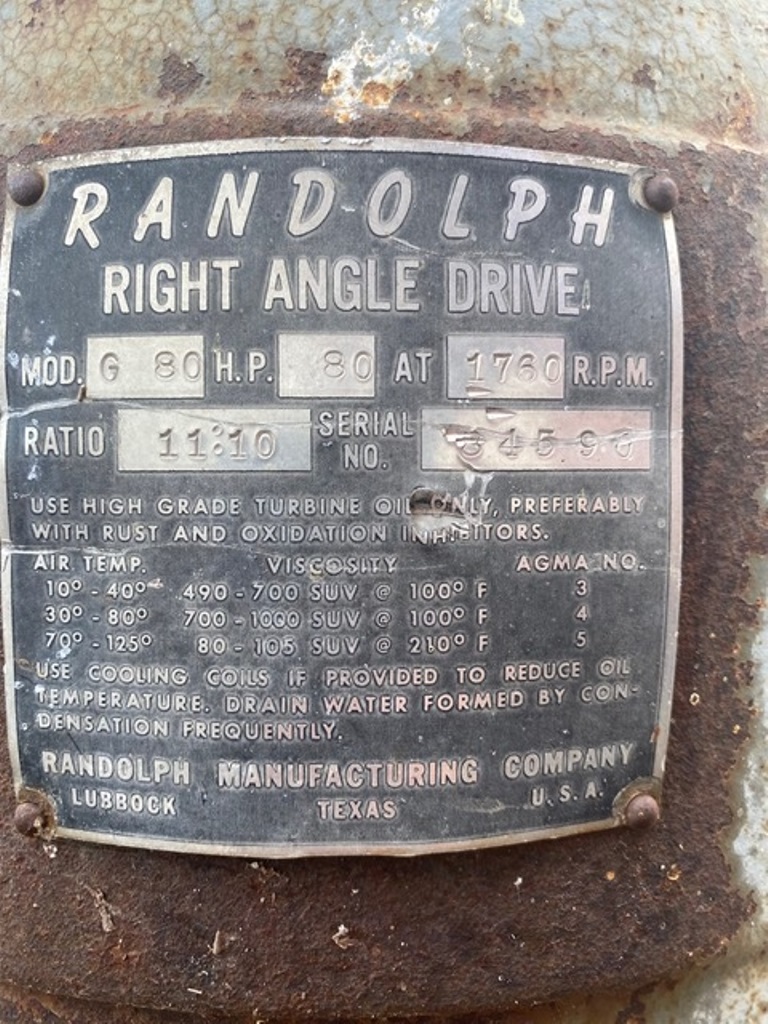 RANDOLPH
RIGHT ANGLE DRIVE
MOD. G 80 H.P. 80 AT 1760 R.P.M.
RATIO 11:10 SERIAL NO.
USE HIGH GRADE TURBINE OIL ONLY, PREFERABLY
WITH RUST AND OXIDATION INHIBITORS.
AIR TEMP. VISCOSITY AGMA NO.
10° - 40° 490 - 700 SUV @ 100° F 3
30° - 80° 700 - 1000 SUV @ 100° F 4
70° - 125° 80 - 105 SUV @ 210° F 5
USE COOLING COILS IF PROVIDED TO REDUCE OIL
TEMPERATURE. DRAIN WATER FORMED BY CON-
DENSATION FREQUENTLY.
RANDOLPH MANUFACTURING COMPANY
LUBBOCK TEXAS U.S.A.